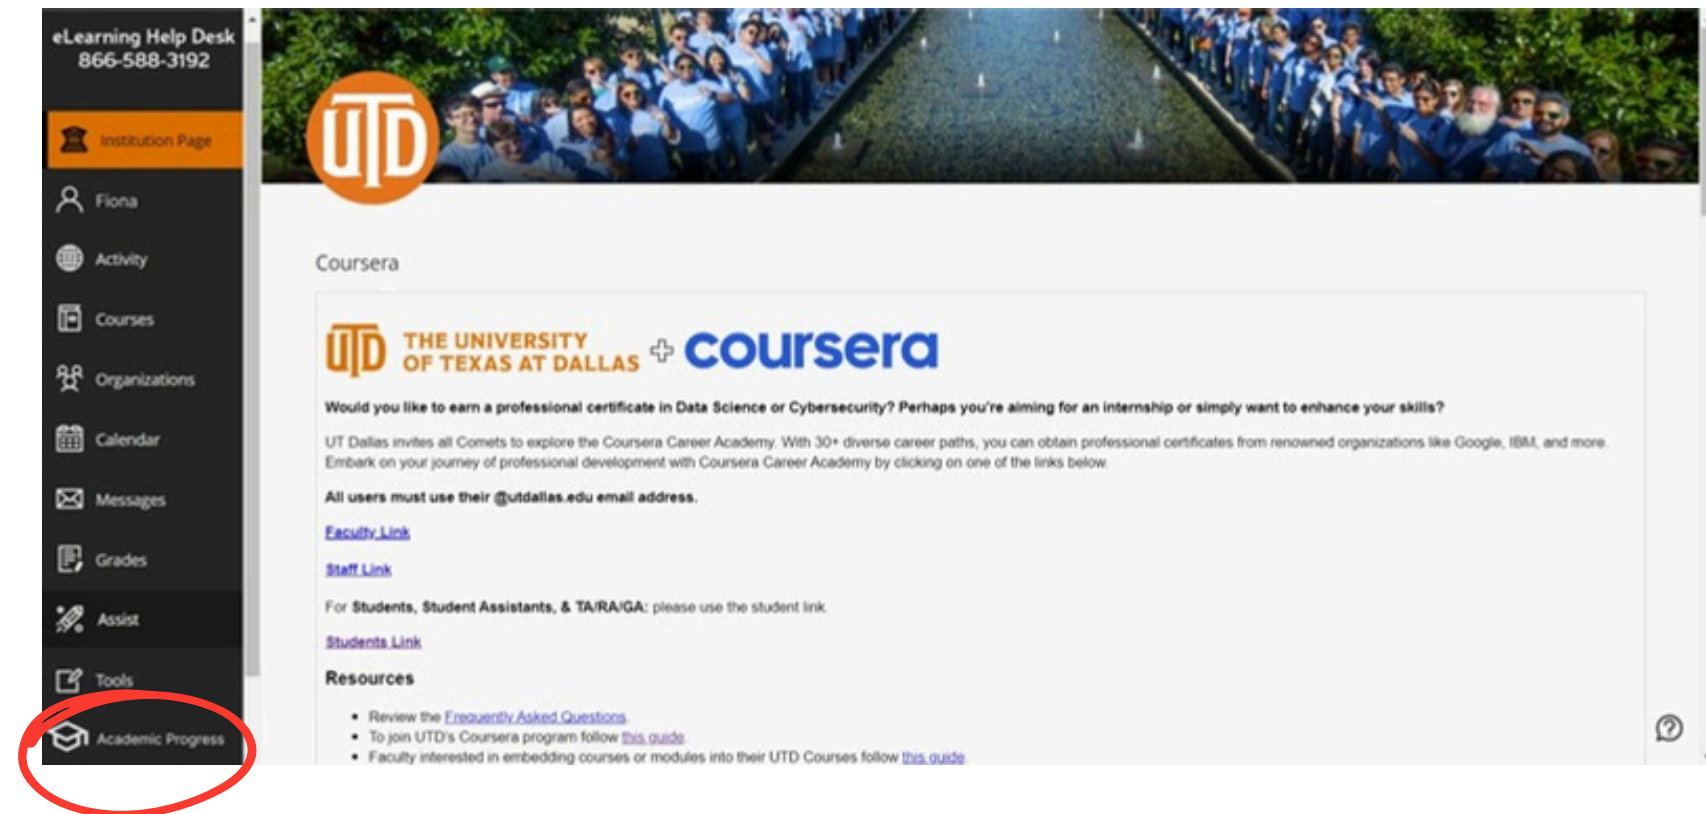 eLearning Help Desk
866-588-3192
Institution Page
Fiona
Activity
Courses
Organizations
Calendar
Messages
Grades
Assist
Tools
Academic Progress
UTD
Coursera
UTD THE UNIVERSITY
OF TEXAS AT DALLAS
coursera
Would you like to earn a professional certificate in Data Science or Cybersecurity? Perhaps you're aiming for an internship or simply want to enhance your skills?
UT Dallas invites all Comets to explore the Coursera Career Academy. With 30+ diverse career paths, you can obtain professional certificates from renowned organizations like Google, IBM, and more.
Embark on your journey of professional development with Coursera Career Academy by clicking on one of the links below.
All users must use their @utdallas.edu email address.
Faculty Link
Staff Link
For Students, Student Assistants, & TA/RA/GA: please use the student link.
Students Link
Resources
• Review the Frequently Asked Questions.
• To join UTD's Coursera program follow this guide.
• Faculty interested in embedding courses or modules into their UTD Courses follow this guide.